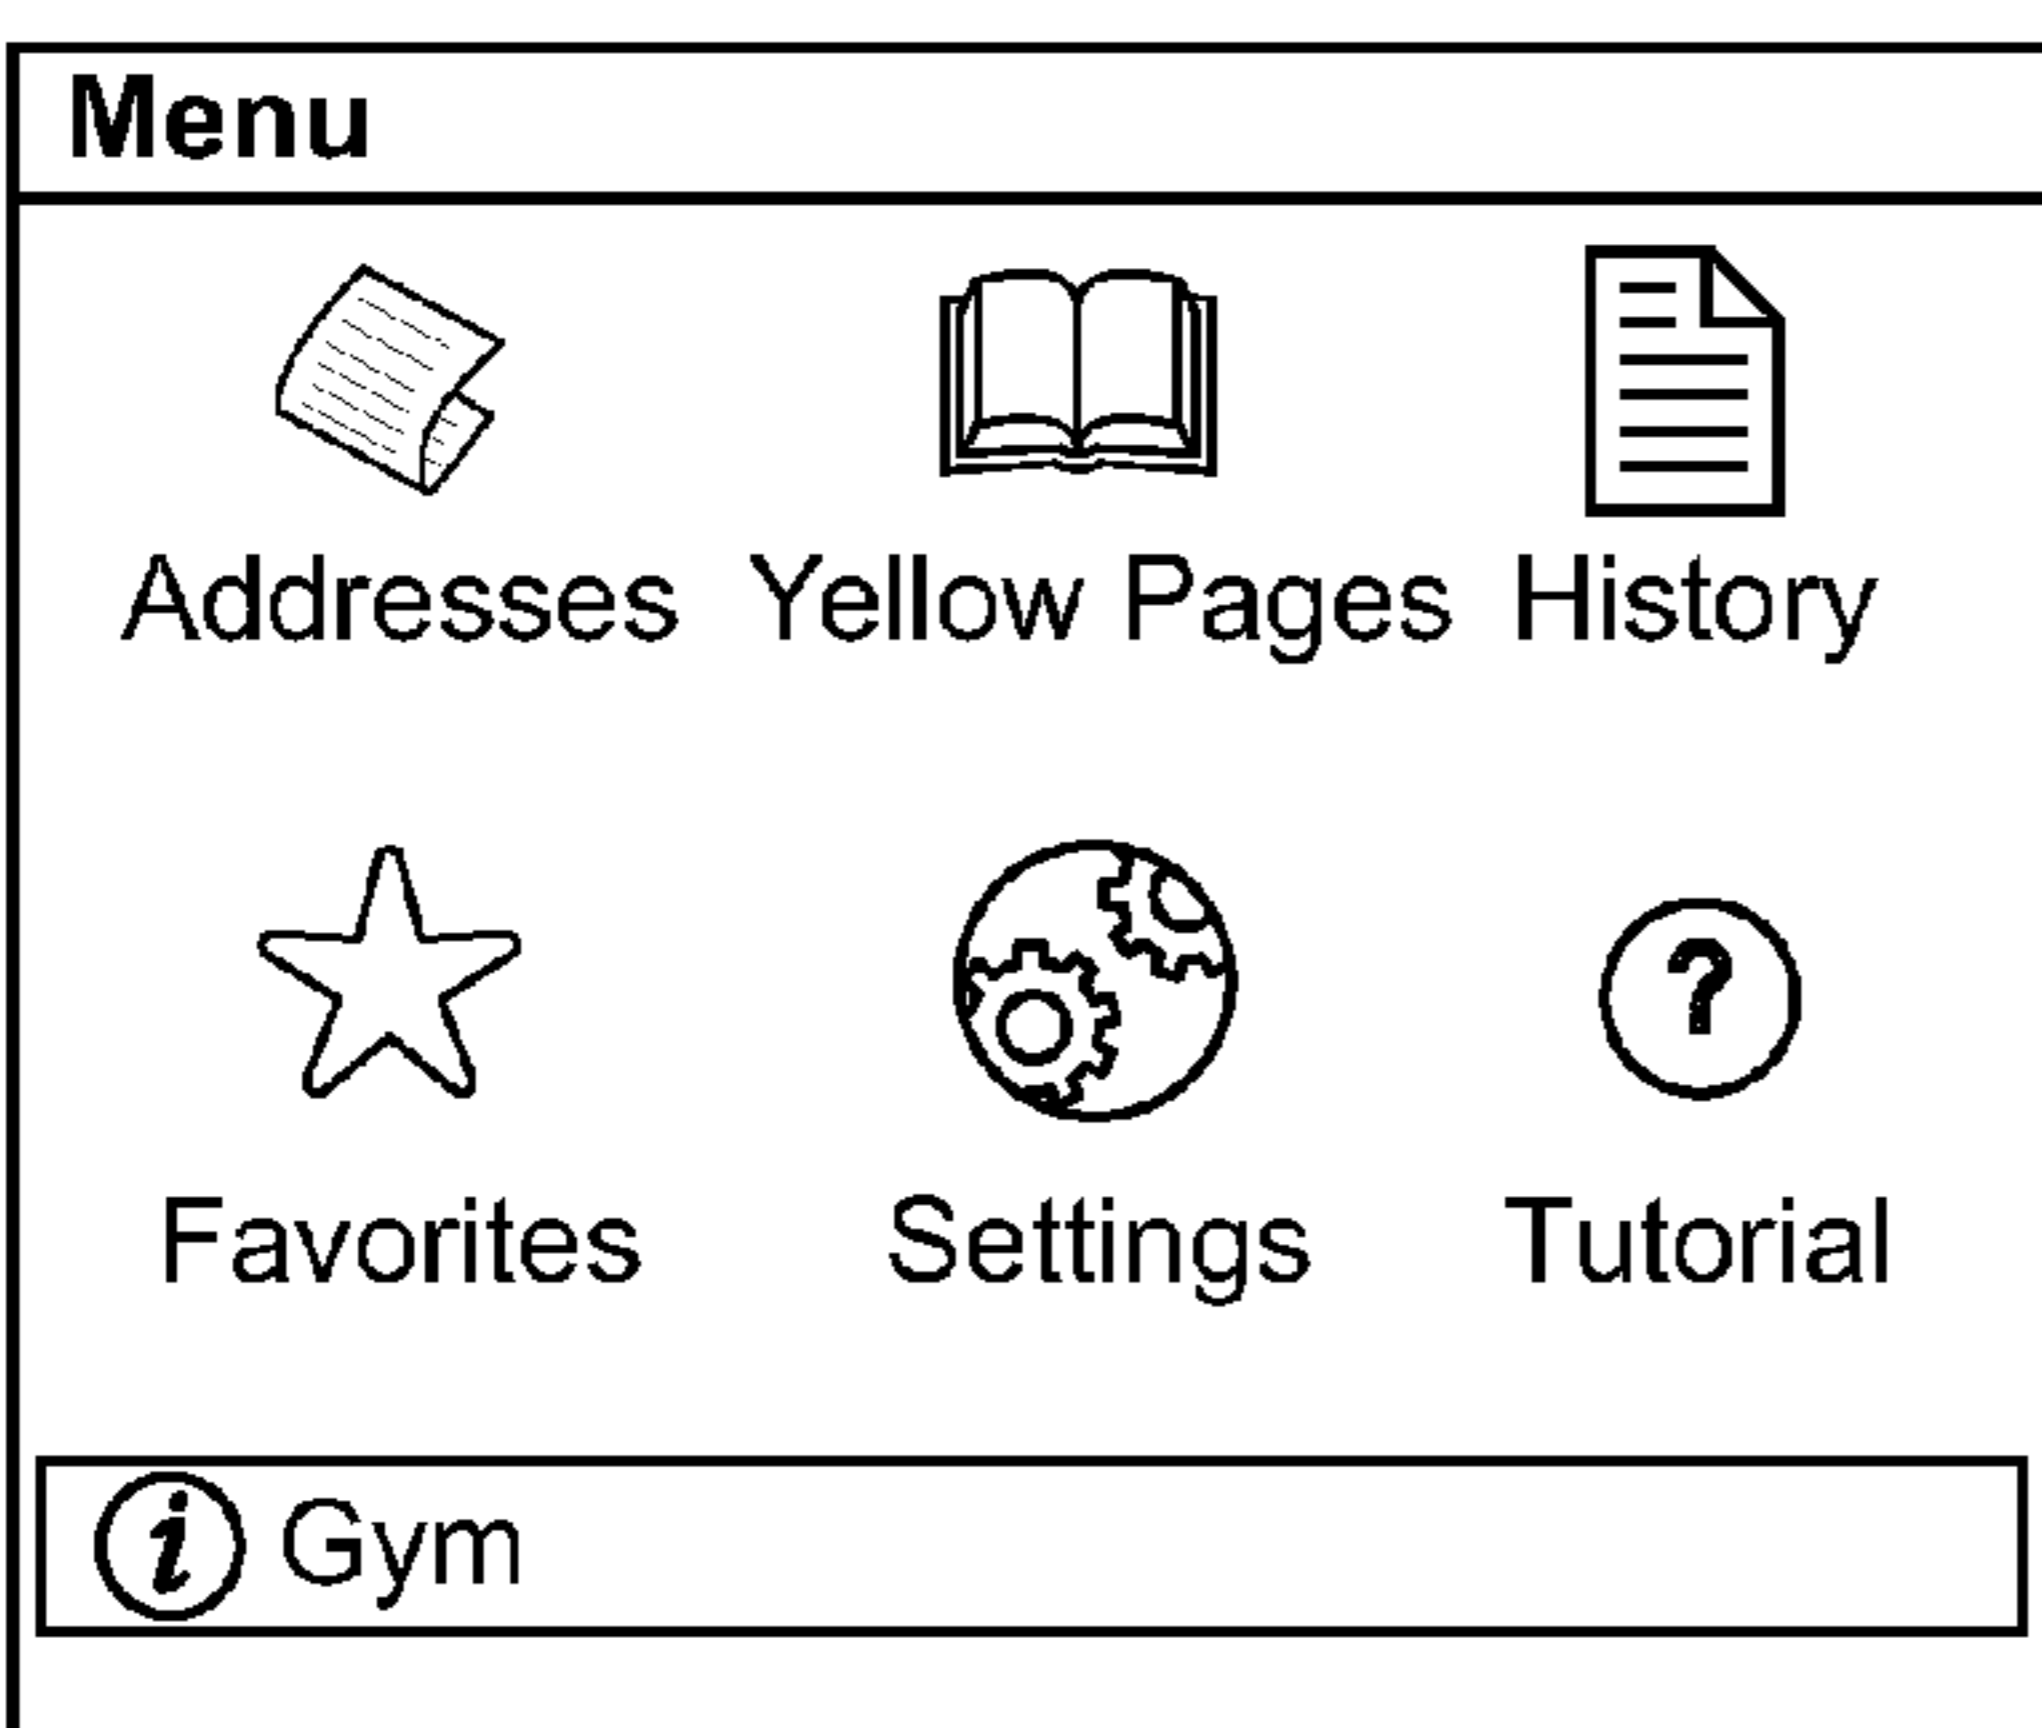 Menu
Addresses Yellow Pages History
?
Favorites Settings Tutorial
i Gym